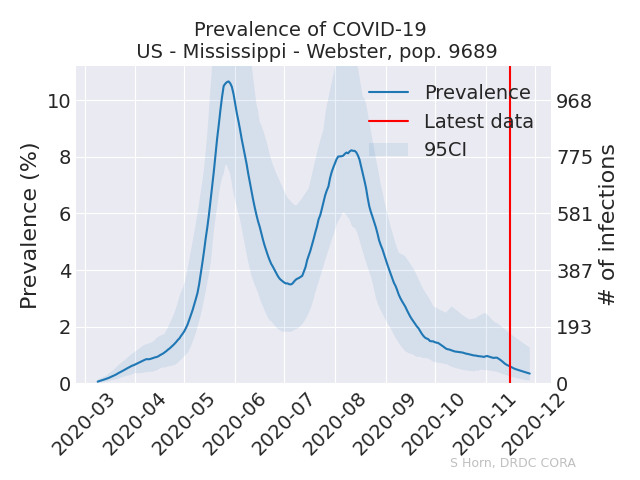 Prevalence of COVID-19
US - Mississippi - Webster, pop. 9689
Prevalence
Latest data
95CI
Prevalence (%)
10
8
6
4
2
0
968
775
581
387
193
0
# of infections
2020-03
2020-04
2020-05
2020-06
2020-07
2020-08
2020-09
2020-10
2020-11
2020-12
S Horn, DRDC CORA